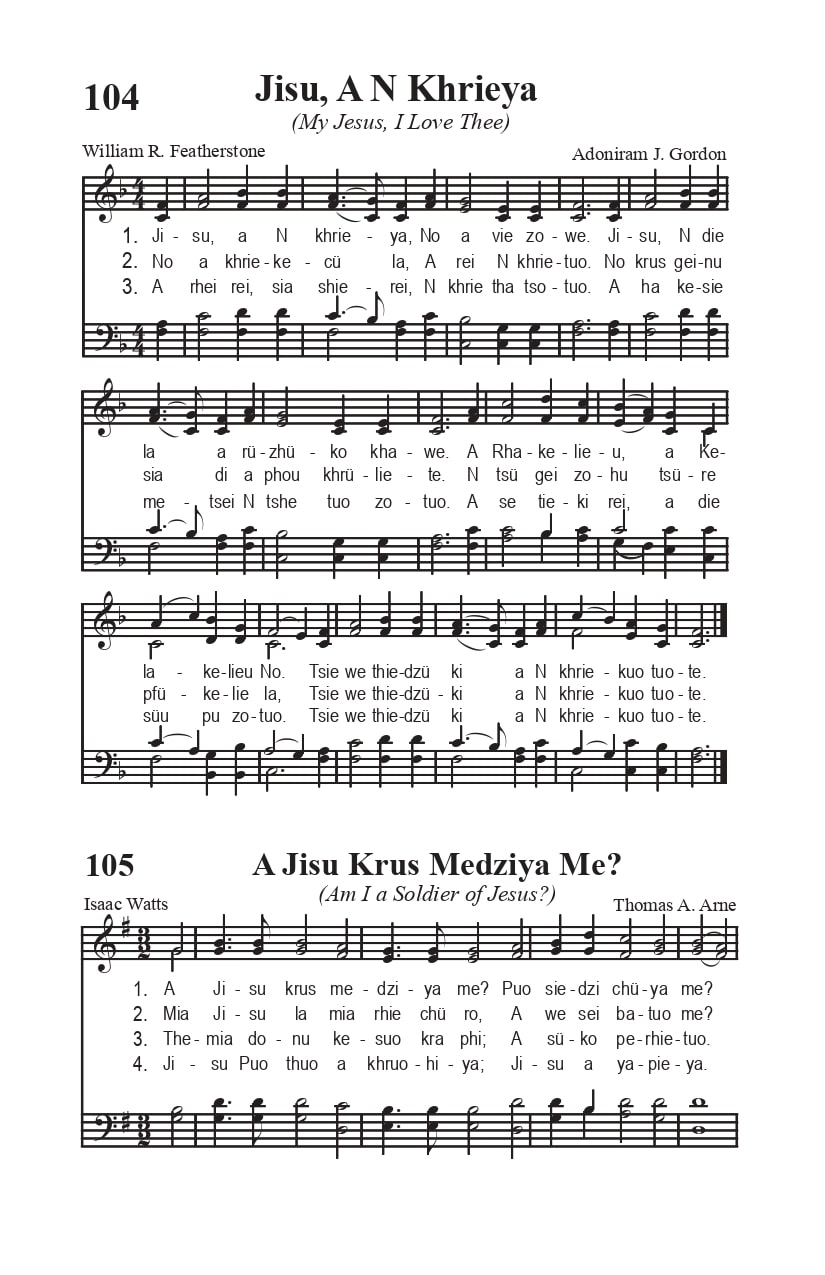 104
Jisu, A N Khrieya
(My Jesus, I Love Thee)
William R. Featherstone
Adoniram J. Gordon
1. Ji - su, a N khrie - ya, No a vie zo - we. Ji - su, N die
2. No a khrie - ke - cü la, A rei N khrie - tuo. No krus gei - nu
3. A rhei rei, sia shie - rei, N khrie tha tso - tuo. A ha ke - sie
la a rü - zhü - ko kha - we. A Rha - ke - lie - u, a Ke-
sia di a phou khrü - lie - te. N tsü gei zo - hu tsü - re
me - tsei N tshe tuo zo - tuo. A se tie - ki rei, a die
la - ke - lieu No. Tsie we thie - dzü ki a N khrie - kuo tuo - te.
pfü - ke - lie la, Tsie we thie - dzü - ki a N khrie - kuo tuo - te.
süu pu zo - tuo. Tsie we thie - dzü ki a N khrie - kuo tuo - te.
105
A Jisu Krus Medziya Me?
(Am I a Soldier of Jesus?)
Isaac Watts
Thomas A. Arne
1. A Ji - su krus me - dzi - ya me? Puo sie - dzi chü - ya me?
2. Mia Ji - su la mia rhie chü ro, A we sei ba - tuo me?
3. The - mia do - nu ke - suo kra phi; A sü - ko pe - rhie - tuo.
4. Ji - su Puo thuo a khruo - hi - ya; Ji - su a ya - pie - ya.